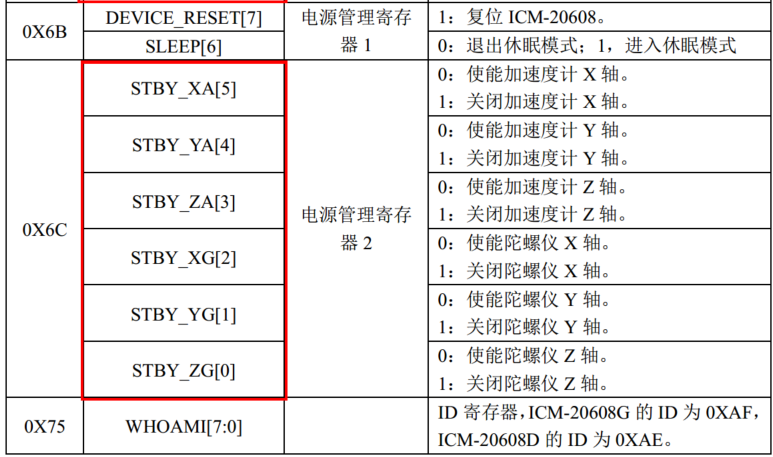 0X6B
DEVICE_RESET[7]
电源管理寄存
器 1
1：复位 ICM-20608。
SLEEP[6]
0：退出休眠模式；1，进入休眠模式
0X6C
STBY_XA[5]
电源管理寄存
器 2
0：使能加速度计 X 轴。
1：关闭加速度计 X 轴。
STBY_YA[4]
0：使能加速度计 Y 轴。
1：关闭加速度计 Y 轴。
STBY_ZA[3]
0：使能加速度计 Z 轴。
1：关闭加速度计 Z 轴。
STBY_XG[2]
0：使能陀螺仪 X 轴。
1：关闭陀螺仪 X 轴。
STBY_YG[1]
0：使能陀螺仪 Y 轴。
1：关闭陀螺仪 Y 轴。
STBY_ZG[0]
0：使能陀螺仪 Z 轴。
1：关闭陀螺仪 Z 轴。
0X75
WHOAMI[7:0]
ID 寄存器，ICM-20608G 的 ID 为 0XAF，
ICM-20608D 的 ID 为 0XAE。